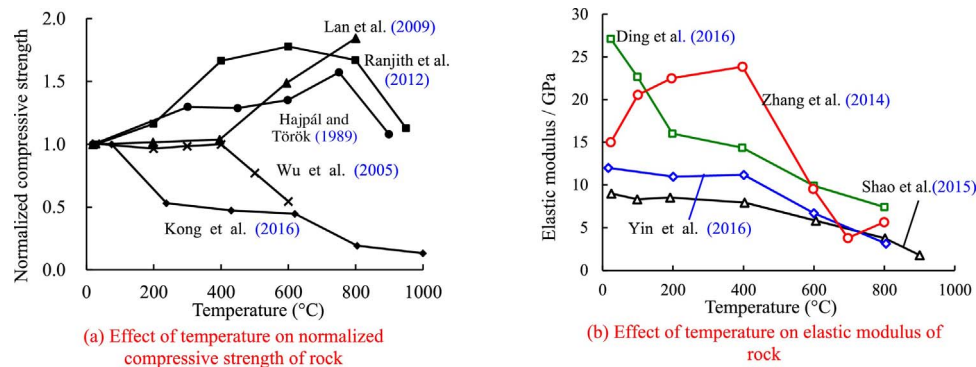 Normalized compressive strength
2.0
1.5
1.0
0.5
0.0
Lan et al. (2009)
Ranjith et al.
(2012)
Hajpál and
Török (1989)
Wu et al. (2005)
Kong et al. (2016)
0 200 400 600 800 1000
Temperature (°C)
(a) Effect of temperature on normalized
compressive strength of rock
Elastic modulus / GPa
30
25
20
15
10
5
0
Ding et al. (2016)
Zhang et al. (2014)
Shao et al.(2015)
Yin et al. (2016)
0 200 400 600 800 1000
Temperature (°C)
(b) Effect of temperature on elastic modulus of
rock